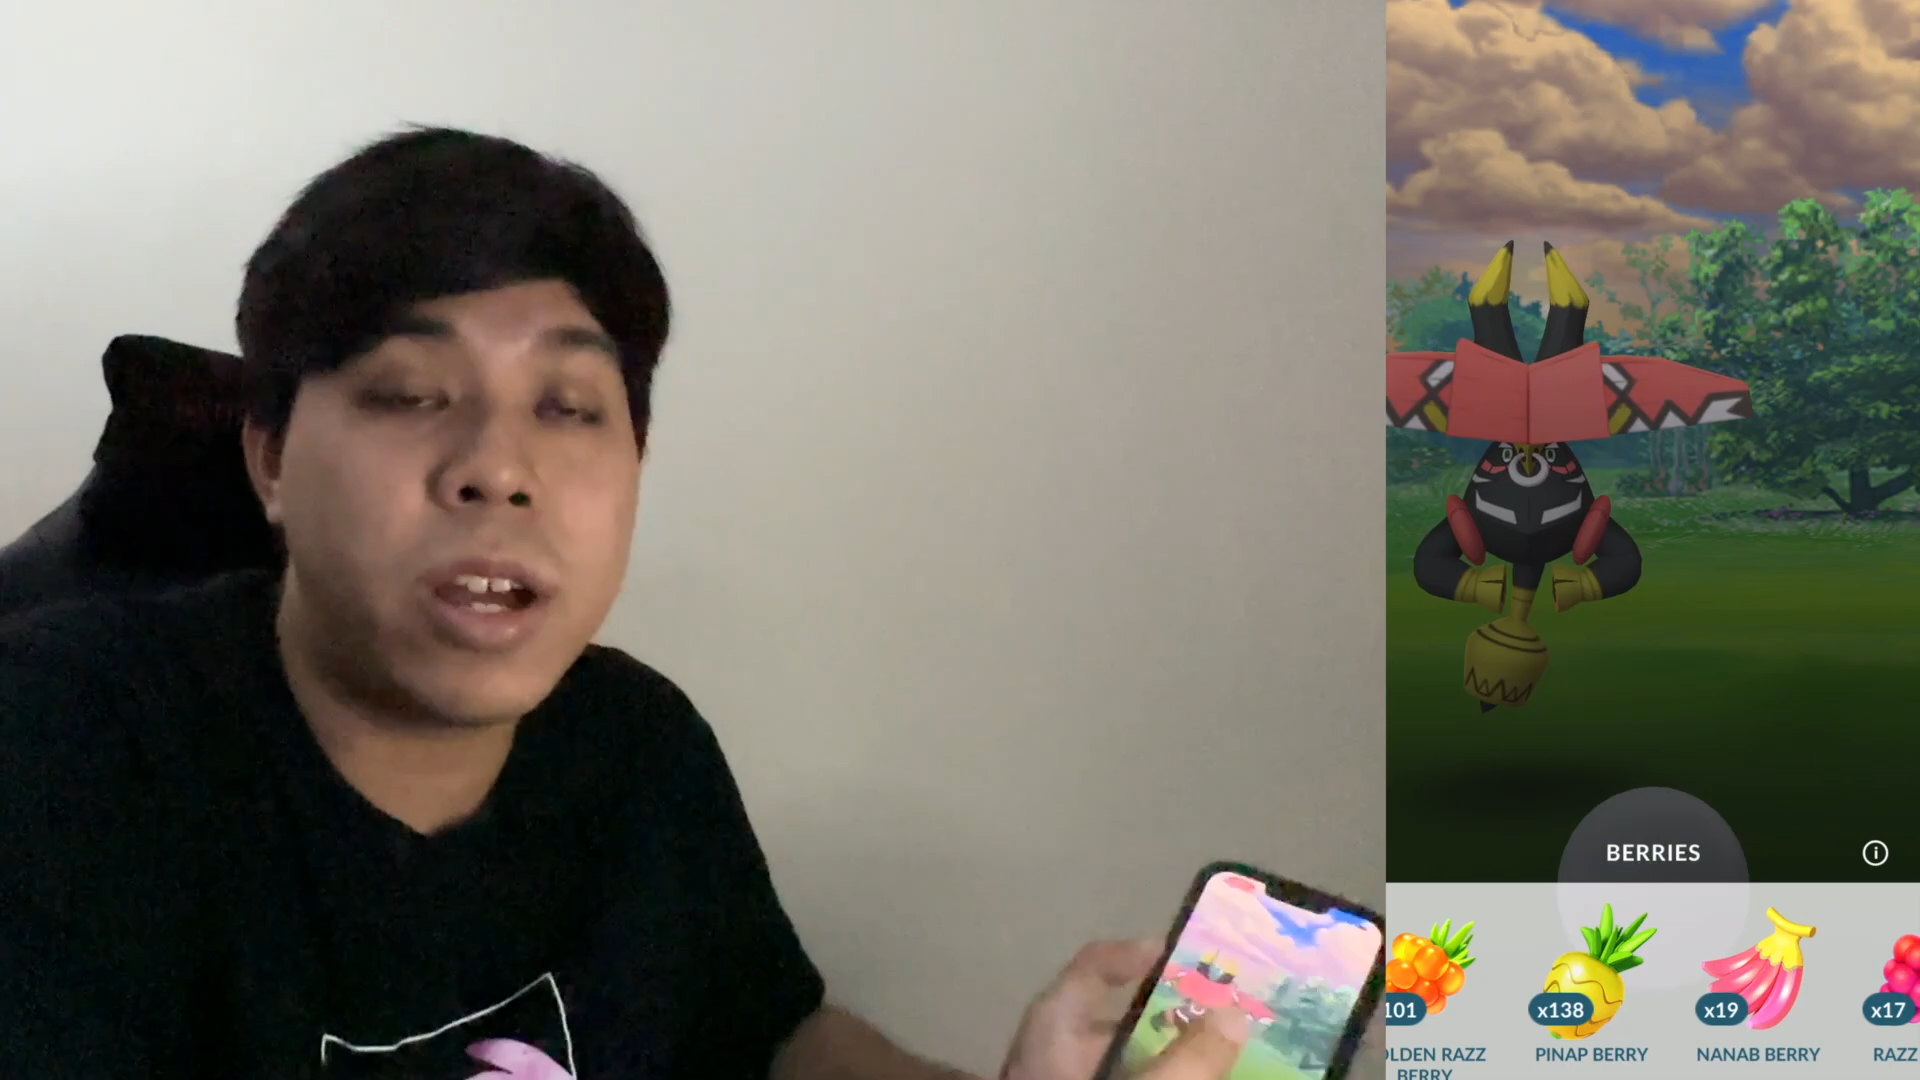 BERRIES
101
x138
x19
x17
LDEN RAZZ
BERRY
PINAP BERRY
NANAB BERRY
RAZZ